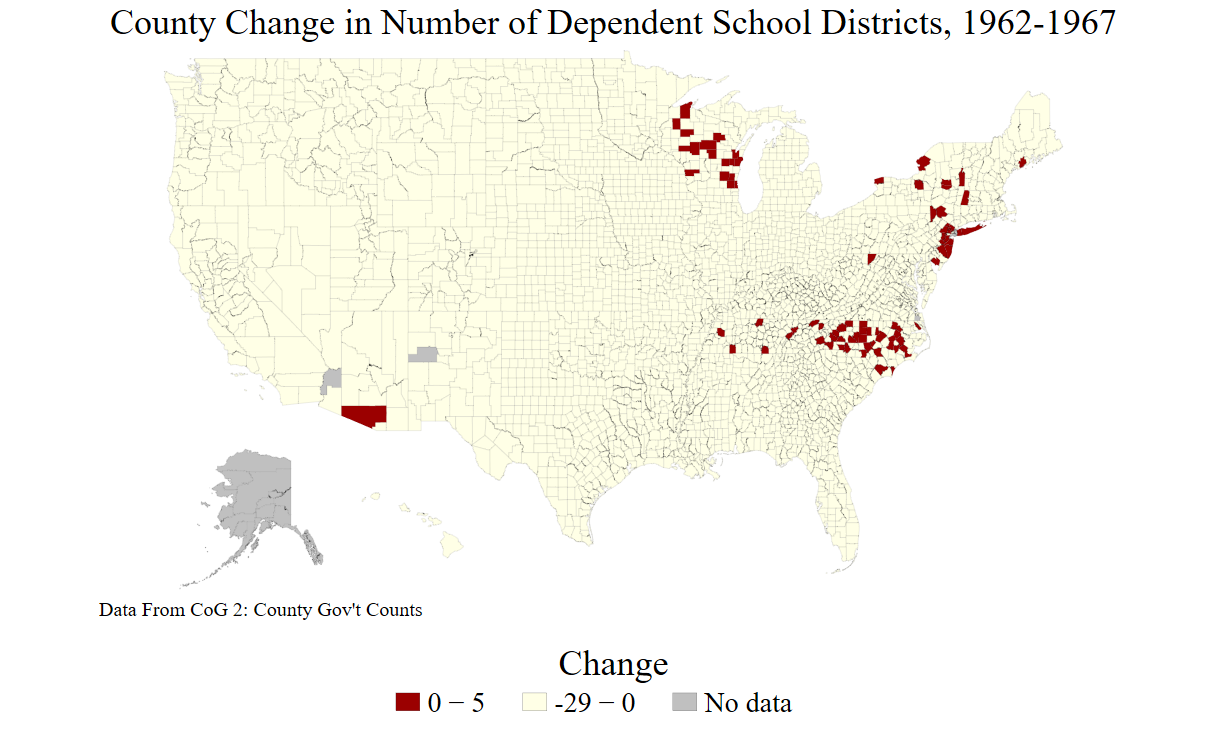 County Change in Number of Dependent School Districts, 1962-1967
Data From CoG 2: County Gov't Counts
Change
0 − 5 -29 − 0 No data